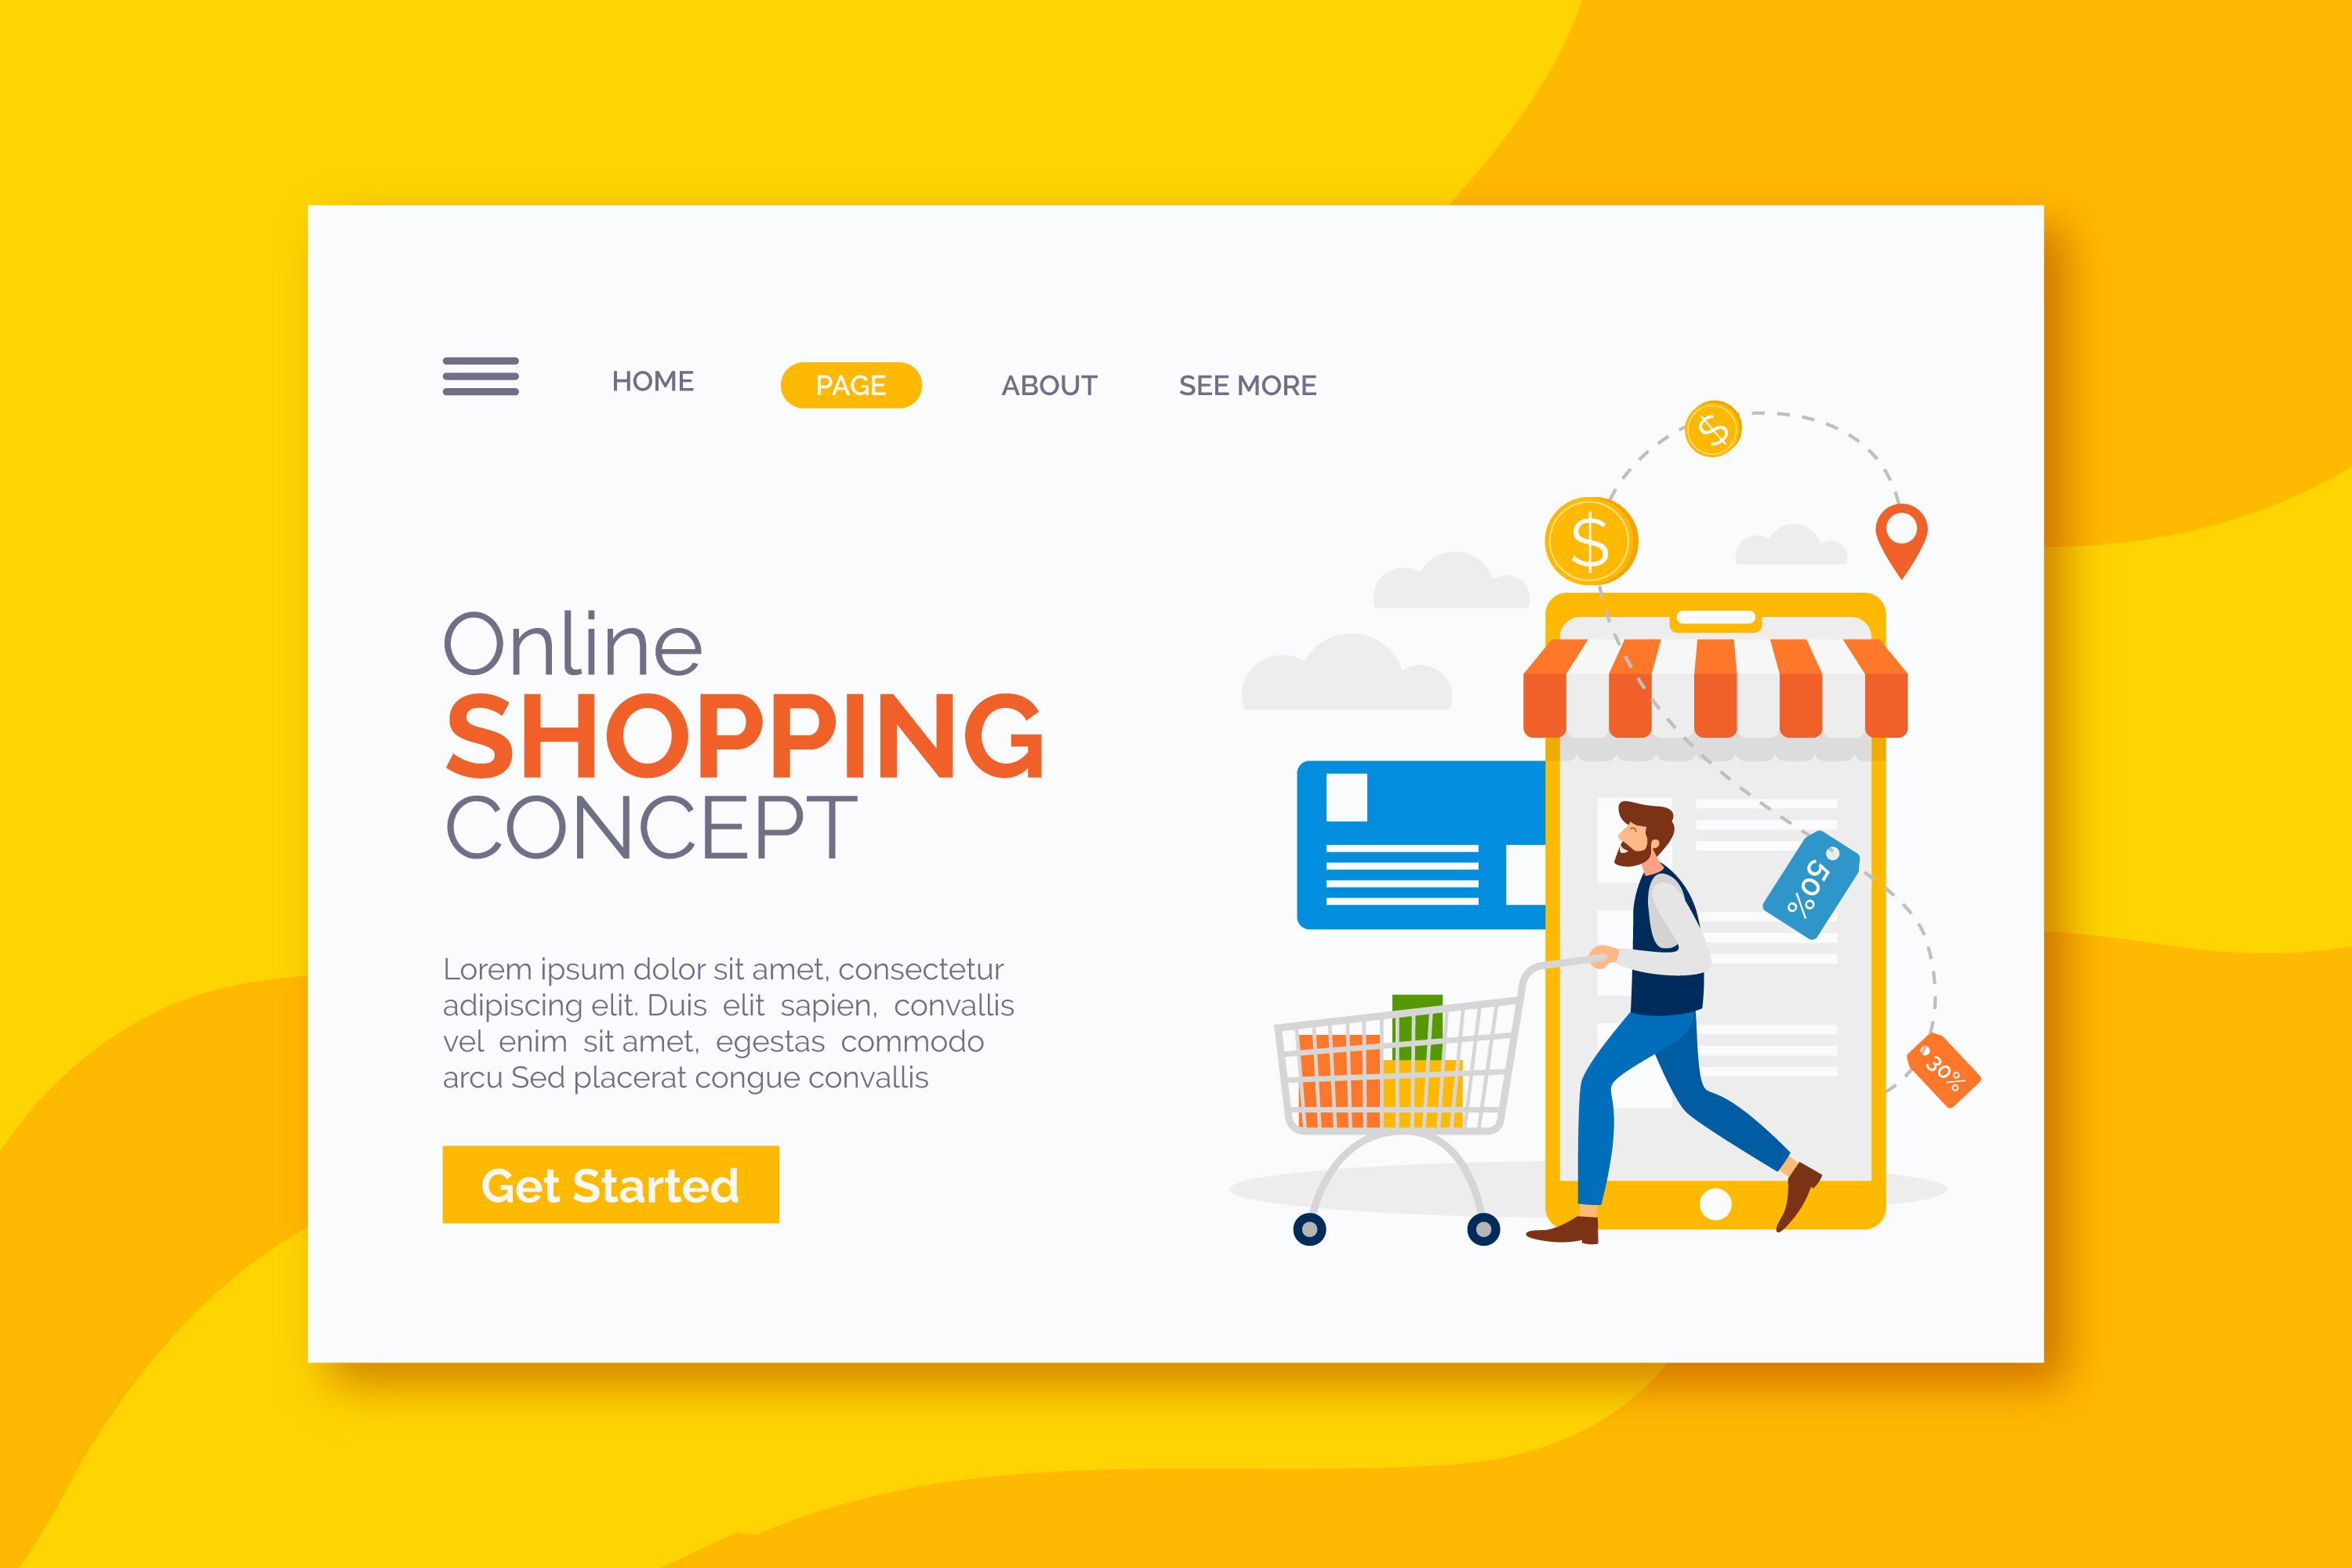 HOME PAGE ABOUT SEE MORE
Online
SHOPPING
CONCEPT
Lorem ipsum dolor sit amet, consectetur
adipiscing elit. Duis elit sapien, convallis
vel enim sit amet, egestas commodo
arcu Sed placerat congue convallis
Get Started
$
$
50%
30%